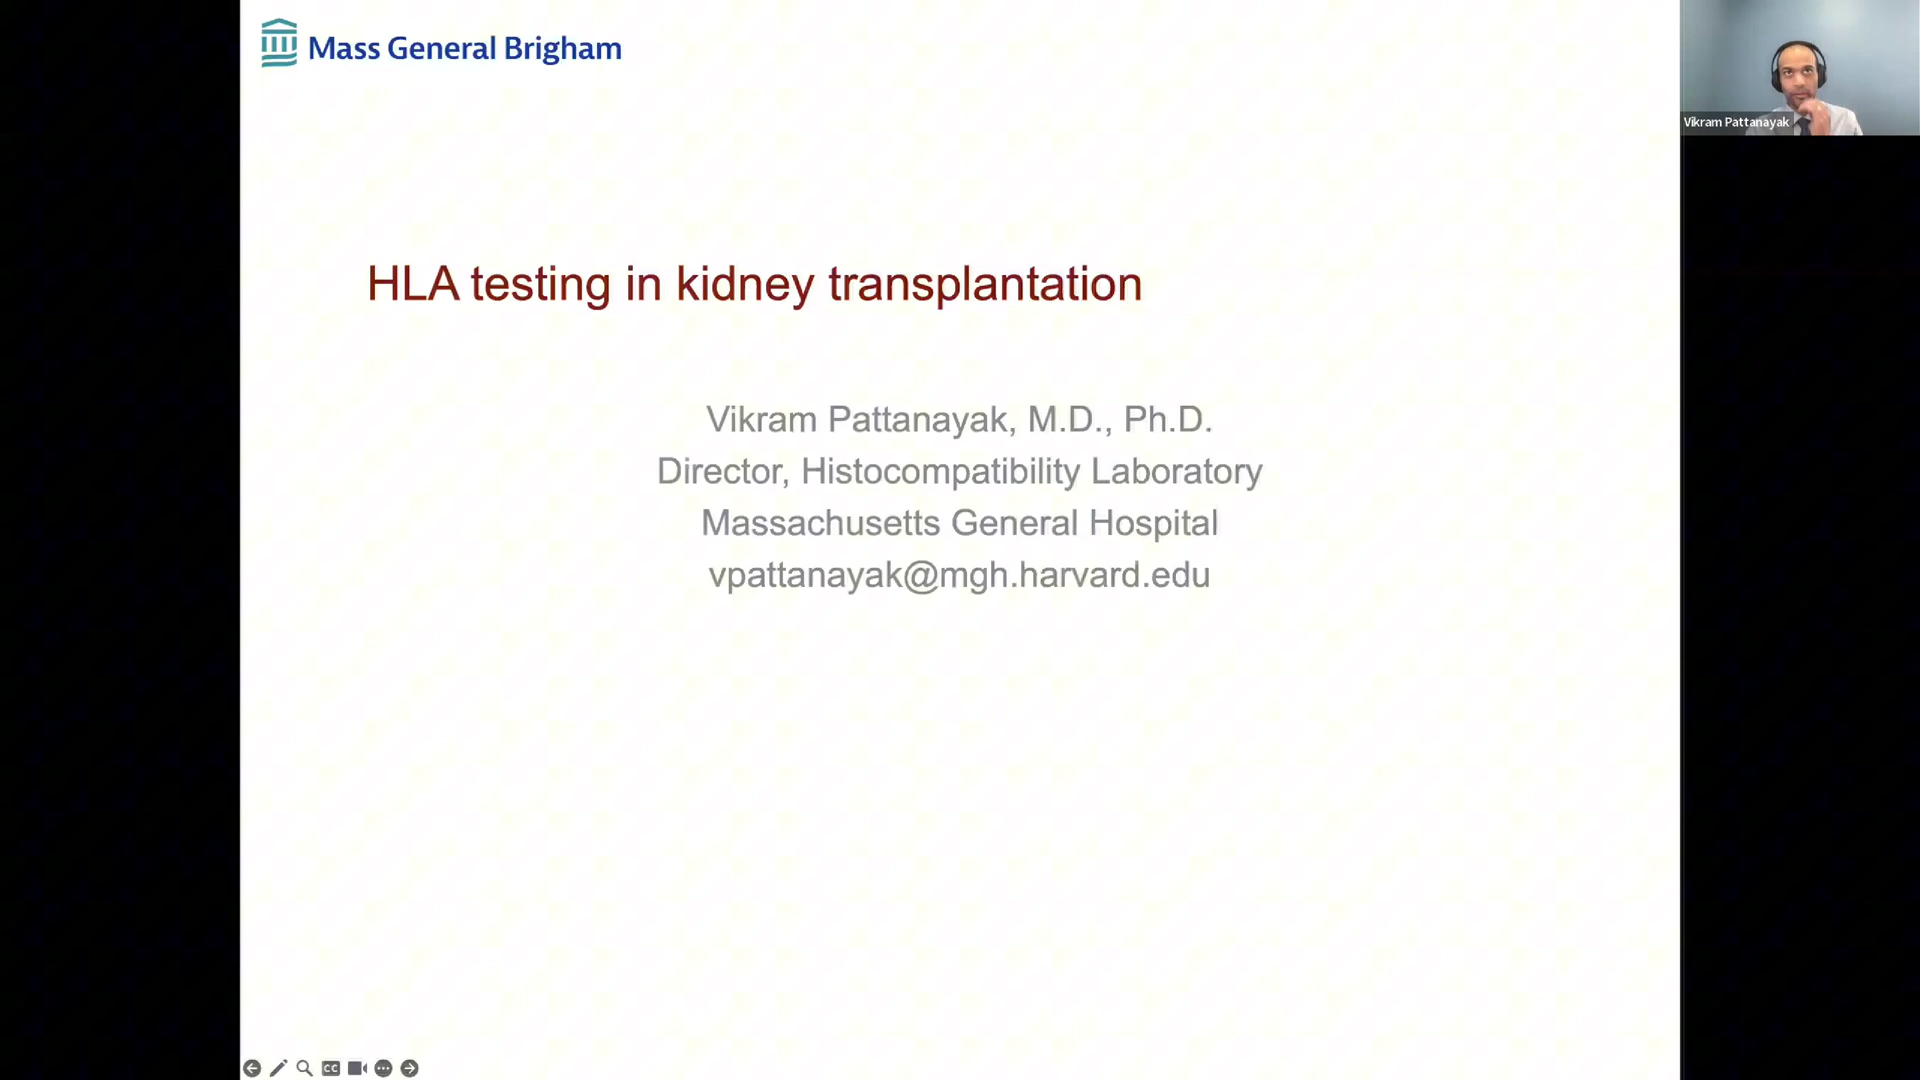 Mass General Brigham
Vikram Pattanayak
HLA testing in kidney transplantation
Vikram Pattanayak, M.D., Ph.D.
Director, Histocompatibility Laboratory
Massachusetts General Hospital
vpattanayak@mgh.harvard.edu
CC